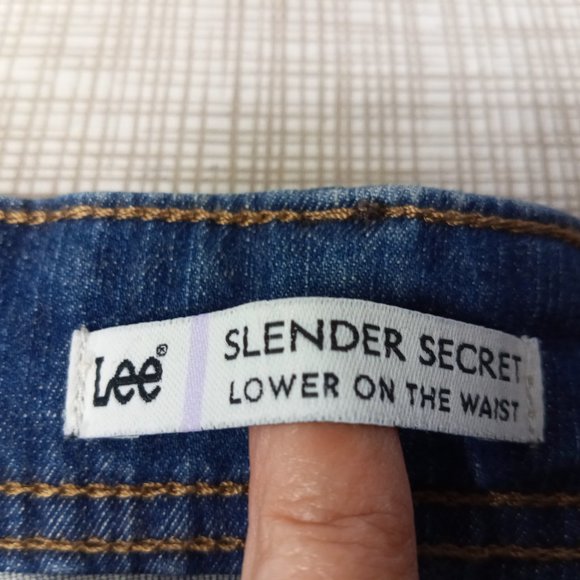 Lee®
SLENDER SECRET
LOWER ON THE WAIST